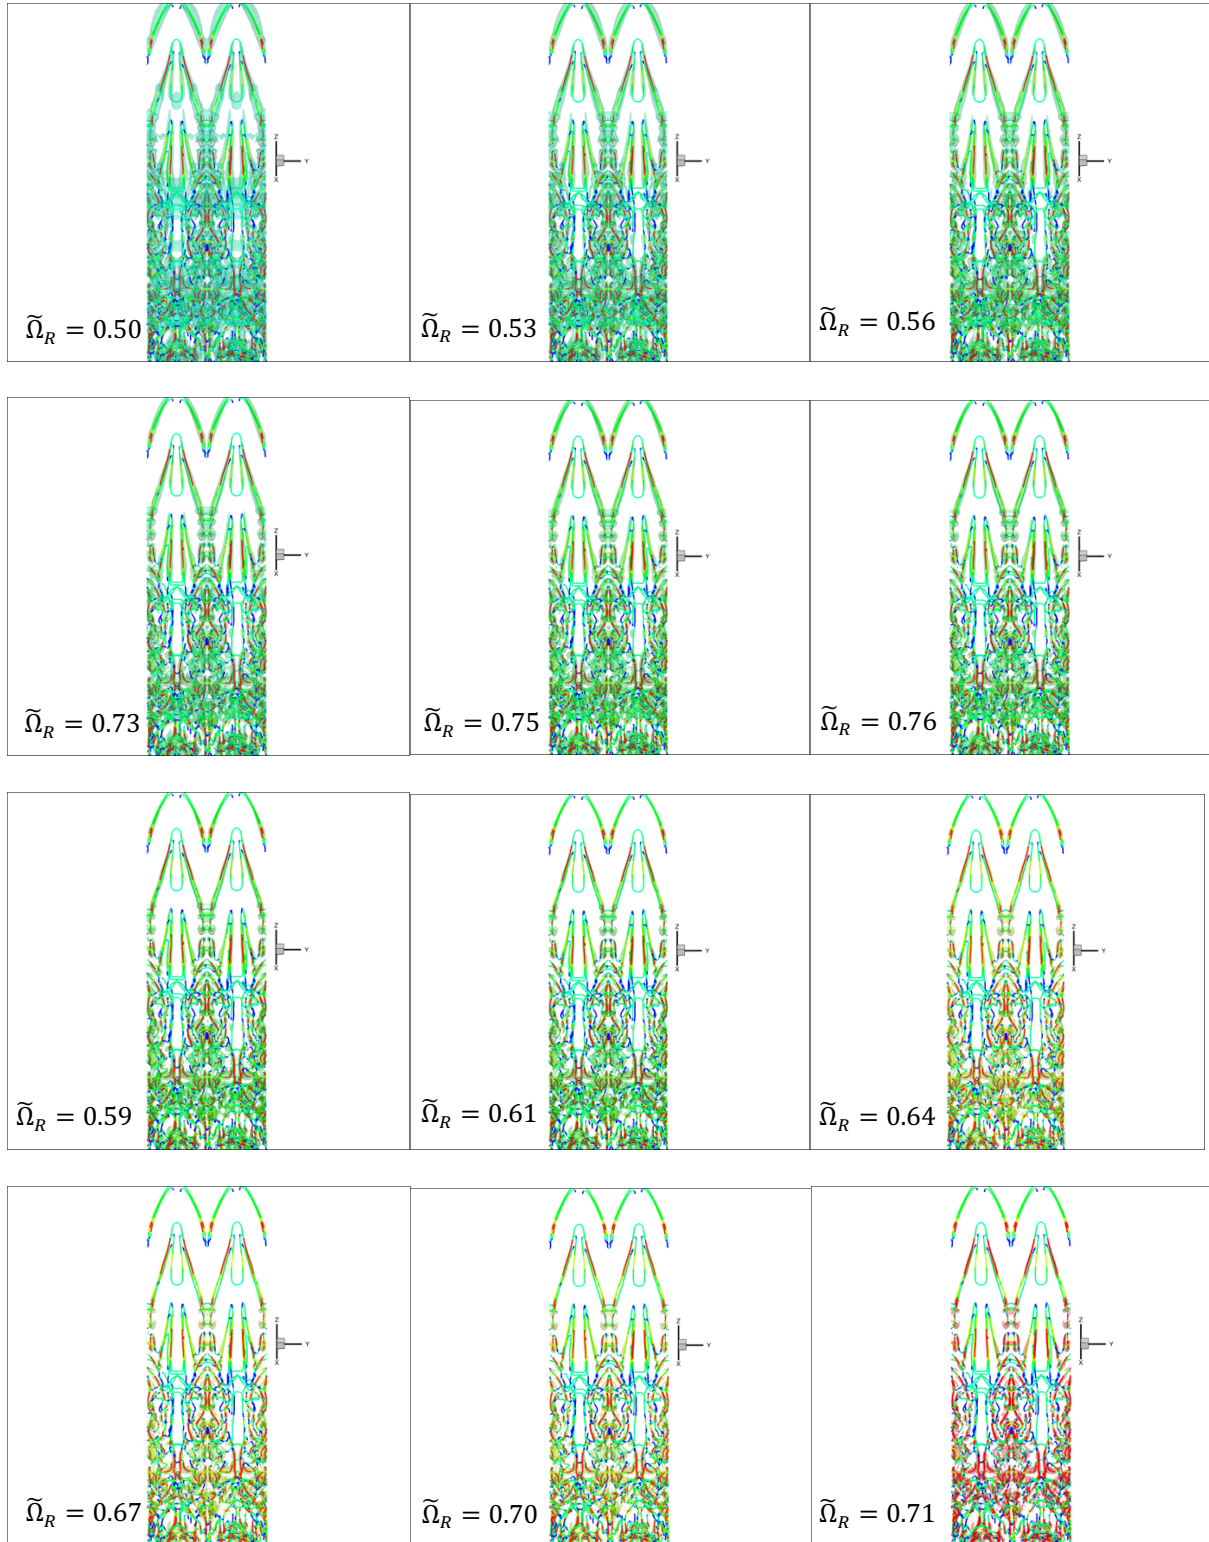 Z
Y
X
Ω̃_R = 0.50
Z
Y
X
Ω̃_R = 0.53
Z
Y
X
Ω̃_R = 0.56
Z
Y
X
Ω̃_R = 0.73
Z
Y
X
Ω̃_R = 0.75
Z
Y
X
Ω̃_R = 0.76
Z
Y
X
Ω̃_R = 0.59
Z
Y
X
Ω̃_R = 0.61
Z
Y
X
Ω̃_R = 0.64
Z
Y
X
Ω̃_R = 0.67
Z
Y
X
Ω̃_R = 0.70
Z
Y
X
Ω̃_R = 0.71